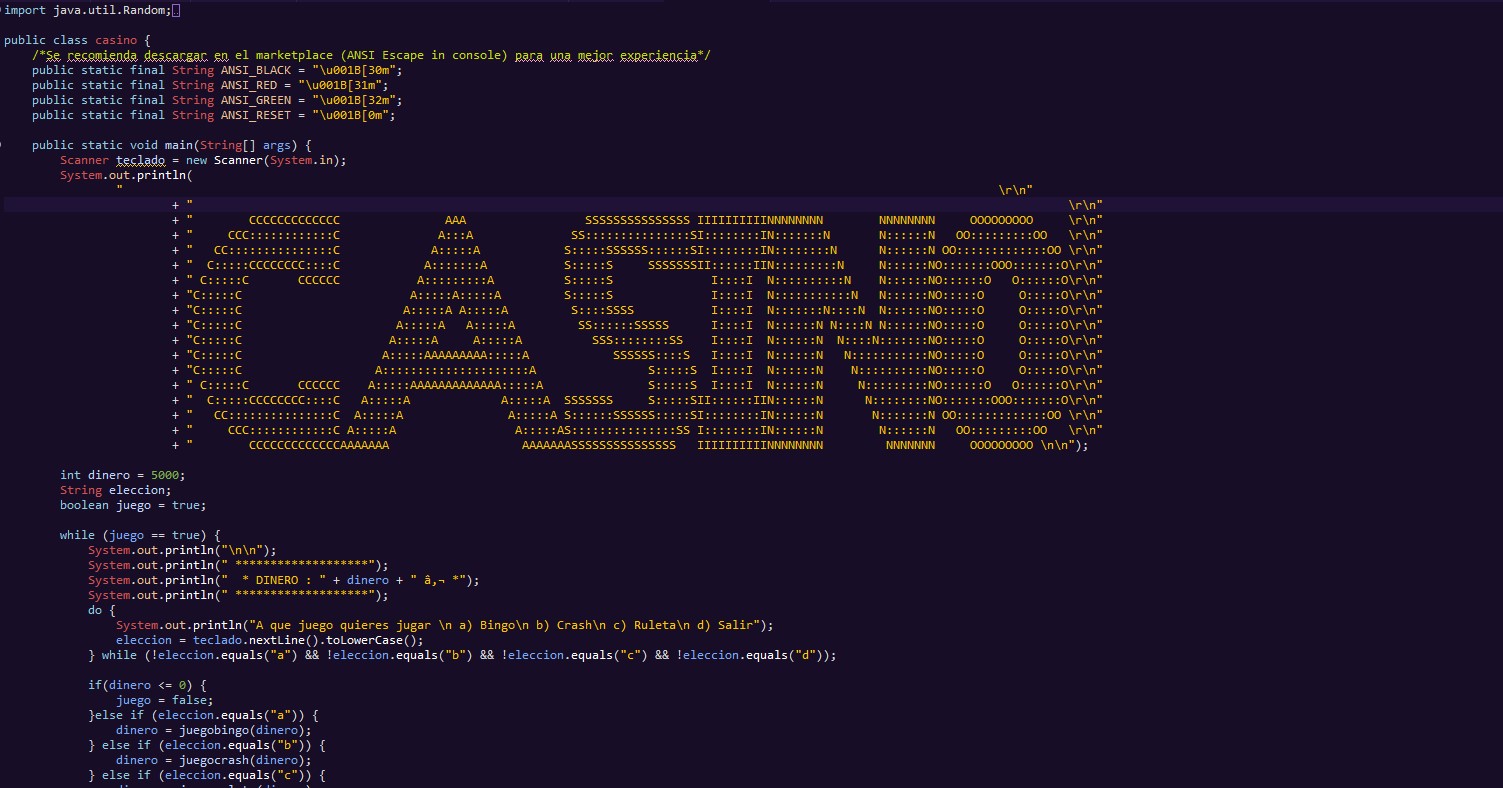 import java.util.Random;

public class casino {
    /*Se recomienda descargar en el marketplace (ANSI Escape in console) para una mejor experiencia*/
    public static final String ANSI_BLACK = "\u001B[30m";
    public static final String ANSI_RED = "\u001B[31m";
    public static final String ANSI_GREEN = "\u001B[32m";
    public static final String ANSI_RESET = "\u001B[0m";

    public static void main(String[] args) {
        Scanner teclado = new Scanner(System.in);
        System.out.println(
                "                                                                                                                             \r\n"
                        + "                                                                                                                             \r\n"
                        + "        CCCCCCCCCCCCC               AAA                 SSSSSSSSSSSSSSS IIIIIIIIIINNNNNNNN        NNNNNNNN     OOOOOOOOO     \r\n"
                        + "     CCC::::::::::::C              A:::A              SS:::::::::::::::SI::::::::IN:::::::N       N::::::N   OO:::::::::OO   \r\n"
                        + "   CC:::::::::::::::C             A:::::A            S:::::SSSSSS::::::SI::::::::IN::::::::N      N::::::N OO:::::::::::::OO \r\n"
                        + "  C:::::CCCCCCCC::::C            A:::::::A           S:::::S     SSSSSSSII::::::IIN:::::::::N     N::::::NO:::::::OOO:::::::O\r\n"
                        + " C:::::C       CCCCCC           A:::::::::A          S:::::S              I::::I  N::::::::::N    N::::::NO::::::O   O::::::O\r\n"
                        + "C:::::C                        A:::::A:::::A         S:::::S              I::::I  N:::::::::::N   N::::::NO:::::O     O:::::O\r\n"
                        + "C:::::C                       A:::::A A:::::A         S::::SSSS           I::::I  N:::::::N::::N  N::::::NO:::::O     O:::::O\r\n"
                        + "C:::::C                      A:::::A   A:::::A         SS::::::SSSSS      I::::I  N::::::N N::::N N::::::NO:::::O     O:::::O\r\n"
                        + "C:::::C                     A:::::A     A:::::A          SSS::::::::SS    I::::I  N::::::N  N::::N:::::::NO:::::O     O:::::O\r\n"
                        + "C:::::C                    A:::::AAAAAAAAA:::::A            SSSSSS::::S   I::::I  N::::::N   N:::::::::::NO:::::O     O:::::O\r\n"
                        + "C:::::C                   A:::::::::::::::::::::A                S:::::S  I::::I  N::::::N    N::::::::::NO:::::O     O:::::O\r\n"
                        + " C:::::C       CCCCCC    A:::::AAAAAAAAAAAAA:::::A               S:::::S  I::::I  N::::::N     N:::::::::NO::::::O   O::::::O\r\n"
                        + "  C:::::CCCCCCCC::::C   A:::::A             A:::::A  SSSSSSS     S:::::SII::::::IIN::::::N      N::::::::NO:::::::OOO:::::::O\r\n"
                        + "   CC:::::::::::::::C  A:::::A               A:::::A S::::::SSSSSS:::::SI::::::::IN::::::N       N:::::::N OO:::::::::::::OO \r\n"
                        + "     CCC::::::::::::C A:::::A                 A:::::AS:::::::::::::::SS I::::::::IN::::::N        N::::::N   OO:::::::::OO   \r\n"
                        + "        CCCCCCCCCCCCCAAAAAAA                   AAAAAAASSSSSSSSSSSSSSS   IIIIIIIIIINNNNNNNN         NNNNNNN     OOOOOOOOO \n\n");

        int dinero = 5000;
        String eleccion;
        boolean juego = true;

        while (juego == true) {
            System.out.println("\n\n");
            System.out.println(" *******************");
            System.out.println("  * DINERO : " + dinero + " â‚¬ *");
            System.out.println(" *******************");
            do {
                System.out.println("A que juego quieres jugar \n a) Bingo\n b) Crash\n c) Ruleta\n d) Salir");
                eleccion = teclado.nextLine().toLowerCase();
            } while (!eleccion.equals("a") && !eleccion.equals("b") && !eleccion.equals("c") && !eleccion.equals("d"));

            if(dinero <= 0) {
                juego = false;
            }else if (eleccion.equals("a")) {
                dinero = juegobingo(dinero);
            } else if (eleccion.equals("b")) {
                dinero = juegocrash(dinero);
            } else if (eleccion.equals("c")) {